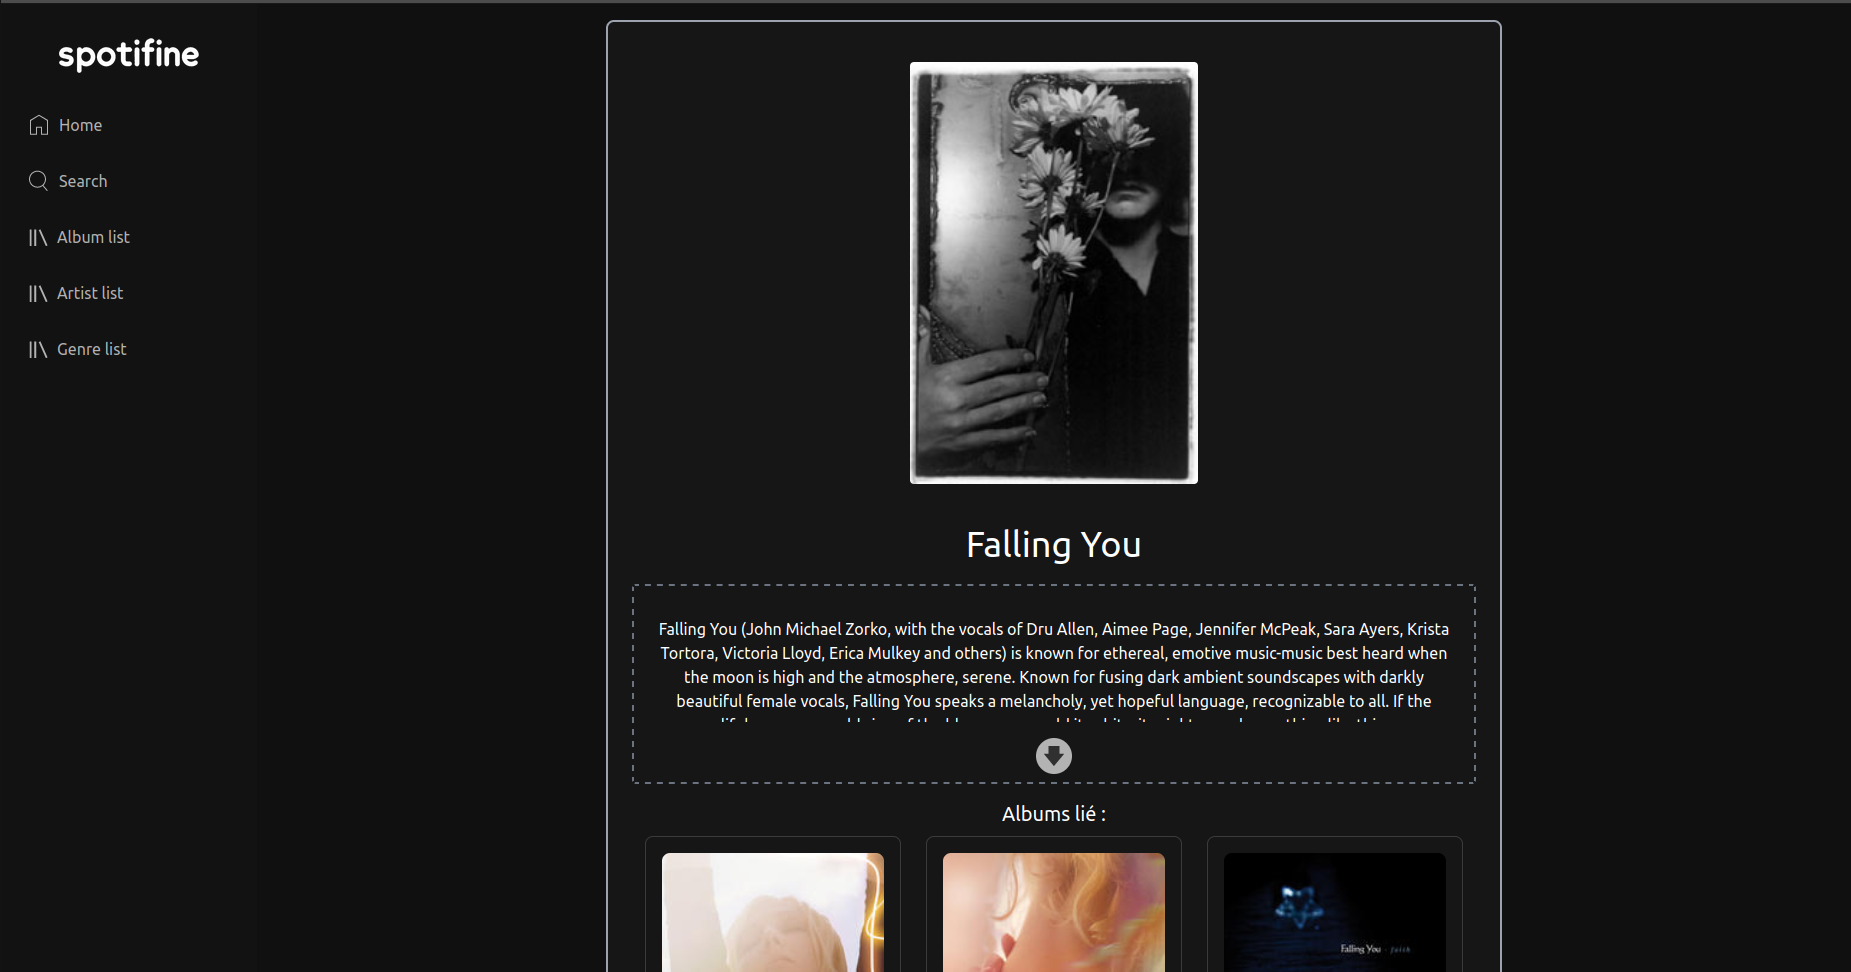 spotifine
Home
Search
Album list
Artist list
Genre list
Falling You
Falling You (John Michael Zorko, with the vocals of Dru Allen, Aimee Page, Jennifer McPeak, Sara Ayers, Krista
Tortora, Victoria Lloyd, Erica Mulkey and others) is known for ethereal, emotive music-music best heard when
the moon is high and the atmosphere, serene. Known for fusing dark ambient soundscapes with darkly
beautiful female vocals, Falling You speaks a melancholy, yet hopeful language, recognizable to all. If the
Albums lié :
Falling You - faith